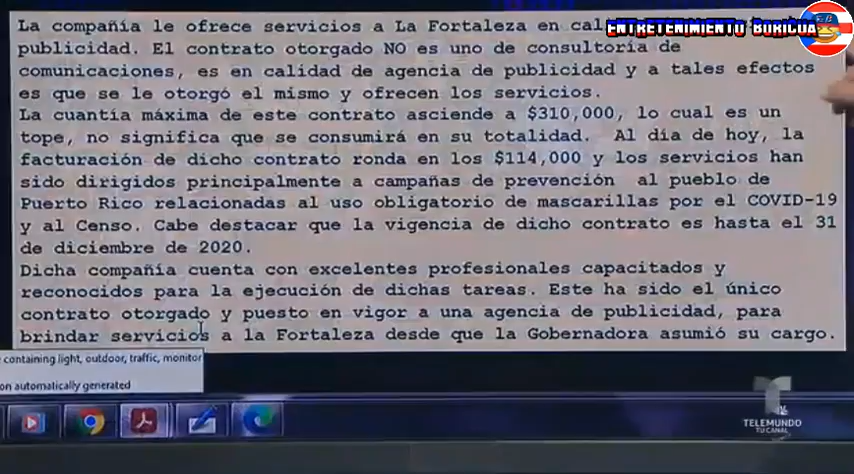 La compañía le ofrece servicios a La Fortaleza en
ENTRETENIMIENTO BORICUA
publicidad. El contrato otorgado NO es uno de consultoría de
comunicaciones, es en calidad de agencia de publicidad y a tales efectos
es que se le otorgó el mismo y ofrecen los servicios.
La cuantía máxima de este contrato asciende a $310,000, lo cual es un
tope, no significa que se consumirá en su totalidad. Al día de hoy, la
facturación de dicho contrato ronda en los $114,000 y los servicios han
sido dirigidos principalmente a campañas de prevención al pueblo de
Puerto Rico relacionadas al uso obligatorio de mascarillas por el COVID-19
y al Censo. Cabe destacar que la vigencia de dicho contrato es hasta el 31
de diciembre de 2020.
Dicha compañía cuenta con excelentes profesionales capacitados y
reconocidos para la ejecución de dichas tareas. Este ha sido el único
contrato otorgado y puesto en vigor a una agencia de publicidad, para
brindar servicios a la Fortaleza desde que la Gobernadora asumió su cargo.
containing light, outdoor, traffic, monitor
on automatically generated
TELEMUNDO
TU CANAL